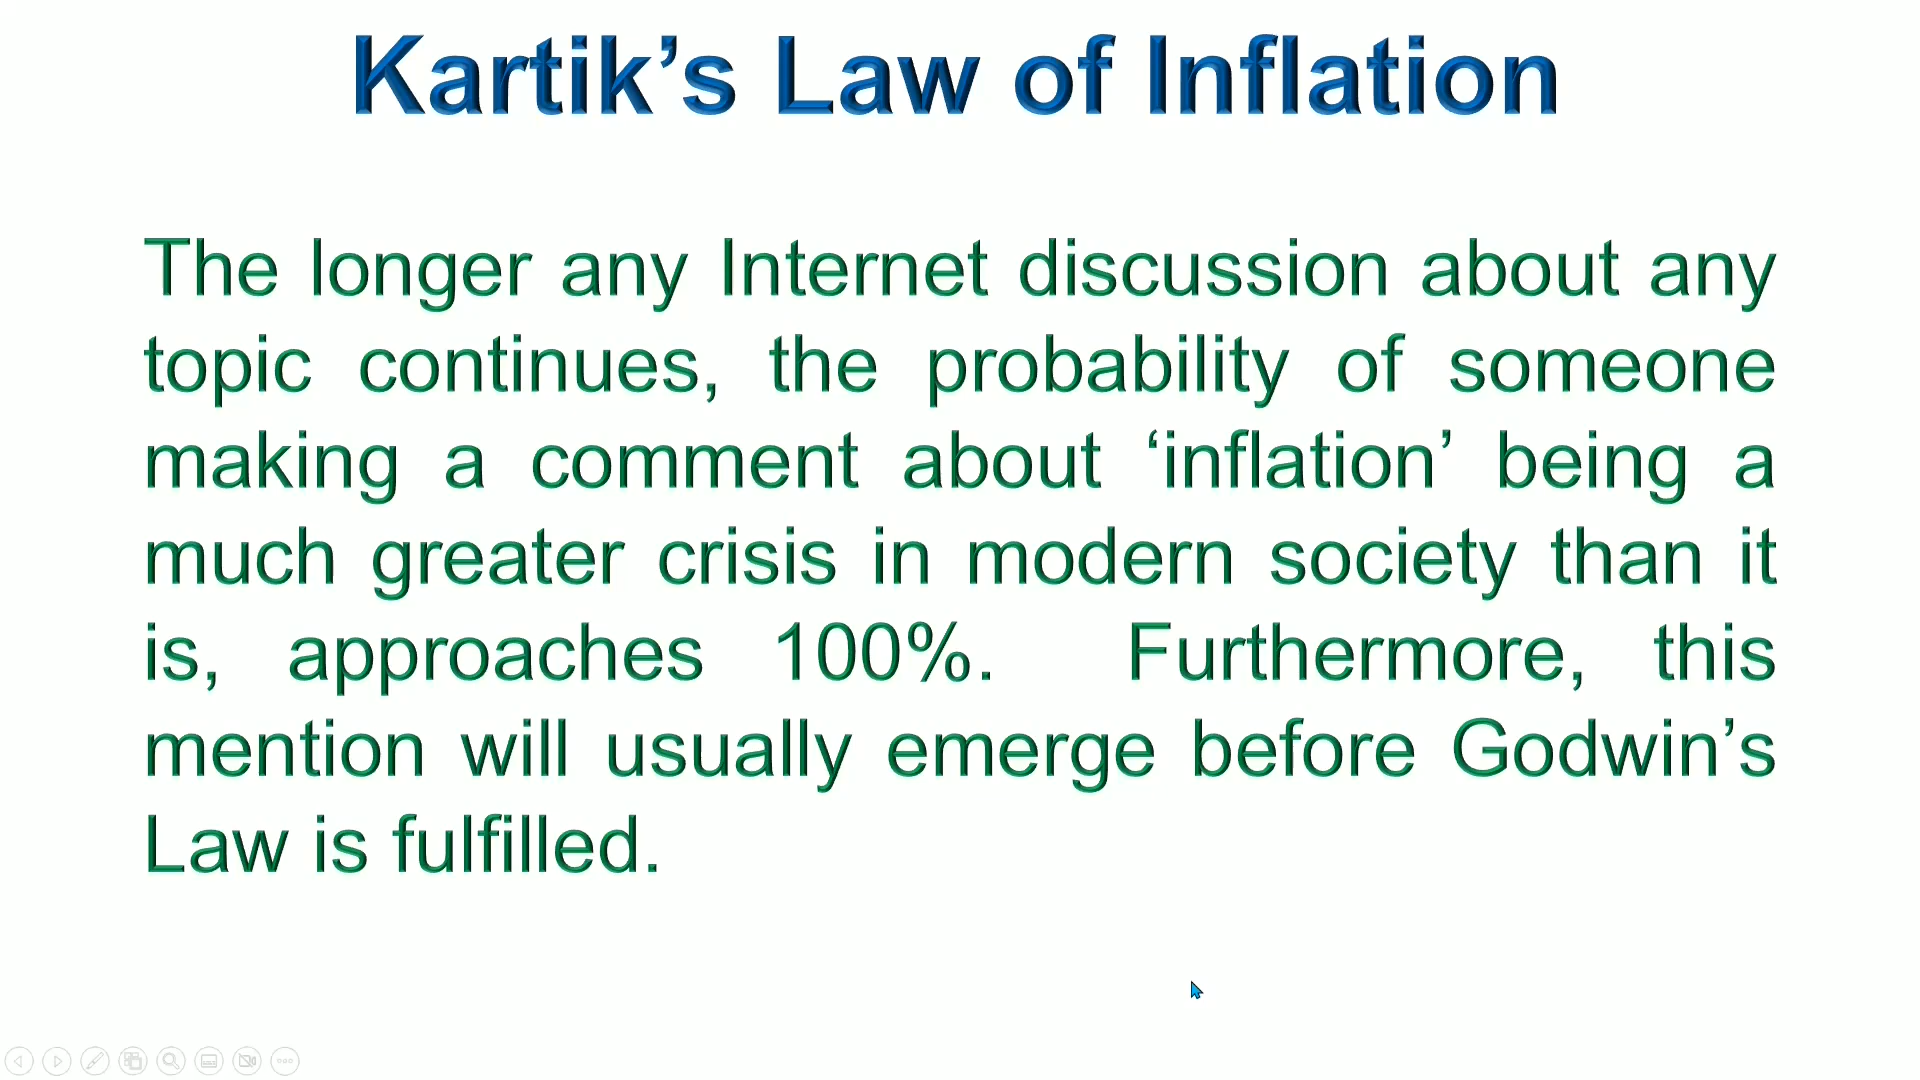 Kartik’s Law of Inflation
The longer any Internet discussion about any
topic continues, the probability of someone
making a comment about ‘inflation’ being a
much greater crisis in modern society than it
is, approaches 100%.  Furthermore, this
mention will usually emerge before Godwin’s
Law is fulfilled.